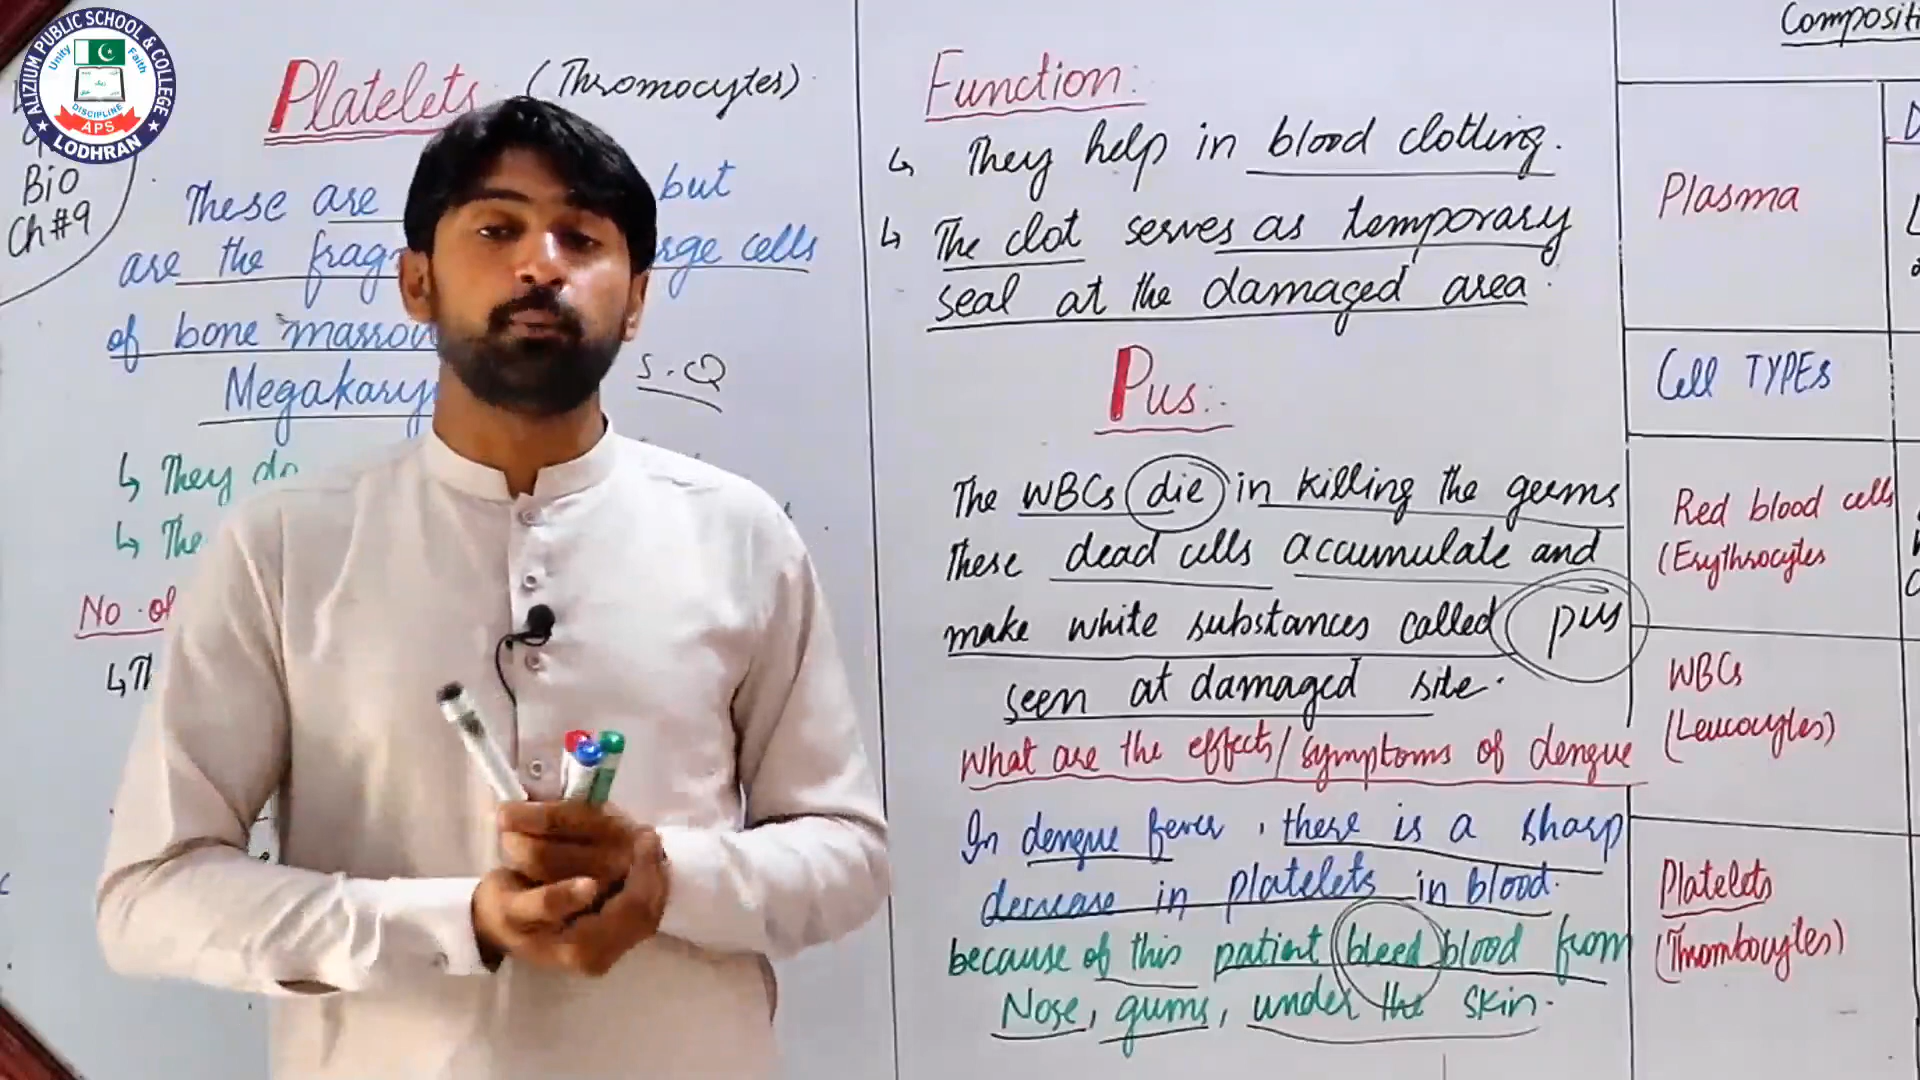 ALIZIUM PUBLIC SCHOOL & COLLEGE
Unity
Faith
DISCIPLINE
APS
LODHRAN
Bio
Ch#9
Platelets (Thromocytes)
These are but
are the frag rge cells
of bone marrow
Megakary
S.Q
They do
The
No. of
Function:
They help in blood clotting.
The clot serves as temporary
seal at the damaged area.
Pus:
The WBCs die in killing the germs
These dead cells accumulate and
make white substances called pus
seen at damaged site.
What are the effects/symptoms of dengue
In dengue fever, there is a sharp
decrease in platelets in blood.
because of this patient bleed blood from
Nose, gums, under the skin.
Compositi
Plasma
Cell TYPEs
Red blood cells
(Erythrocytes
WBCs
(Leucocytes)
Platelets
(Thrombocytes)